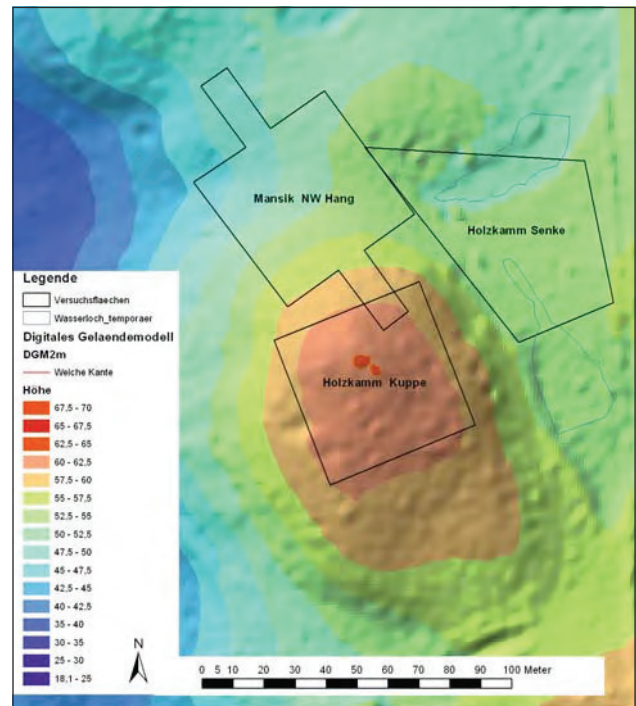 Mansik NW Hang
Holzkamm Senke
Holzkamm Kuppe
Legende
Versuchsflaechen
Wasserloch_temporaer
Digitales Gelaendemodell
DGM2m
Weiche Kante
Höhe
67,5 - 70
65 - 67,5
62,5 - 65
60 - 62,5
57,5 - 60
55 - 57,5
52,5 - 55
50 - 52,5
47,5 - 50
45 - 47,5
42,5 - 45
40 - 42,5
35 - 40
30 - 35
25 - 30
18,1 - 25
N
0 5 10 20 30 40 50 60 70 80 90 100 Meter